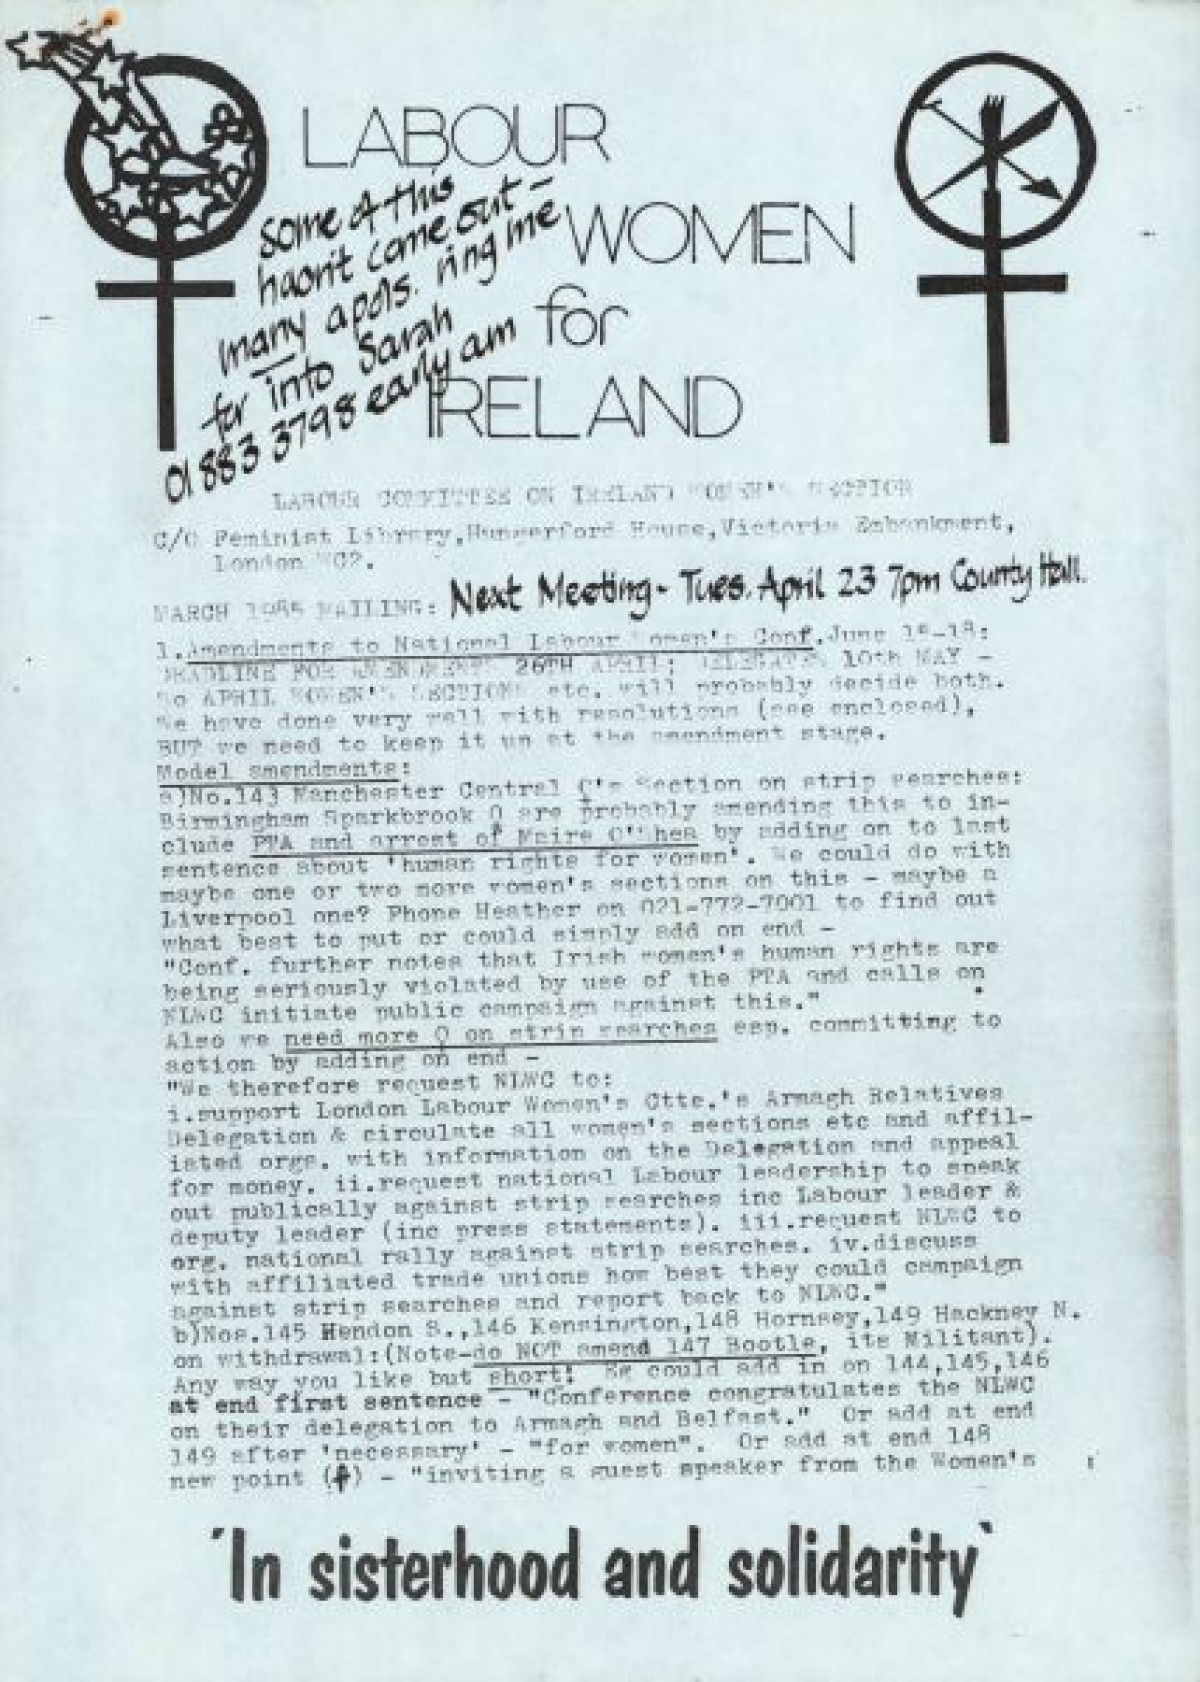 LABOUR
WOMEN
for
IRELAND
Some of this
hasn't come out -
many apols. ring me
for info Sarah
01 883 3798 early am
LABOUR COMMITTEE ON IRELAND WOMEN'S SECTION
C/O Feminist Library,Hungerford House,Victoria Embankment,
London WC2.
Next Meeting - Tues. April 23 7pm County Hall.
MARCH 1985 MAILING:
1.Amendments to National Labour Women's Conf.June
DEADLINE FOR AMENDMENTS 26TH APRIL; DELEGATES 10th MAY -
So APRIL WOMEN'S SECTIONS etc. will probably decide both.
We have done very well with resolutions (see enclosed),
BUT we need to keep it up at the amendment stage.
Model amendments:
a)No.143 Manchester Central Section on strip searches:
Birmingham Sparkbrook are probably amending this to in-
clude PTA and arrest of Maire O'Shea by adding on to last
sentence about 'human rights for women'. We could do with
maybe one or two more women's sections on this - maybe a
Liverpool one? Phone Heather on 021-772-7001 to find out
what best to put or could simply add on end -
"Conf. further notes that Irish women's human rights are
being seriously violated by use of the PTA and calls on
NLWC initiate public campaign against this."
Also we need more on strip searches esp. committing to
action by adding on end -
"We therefore request NLWC to:
i.support London Labour Women's Ctte.'s Armagh Relatives
Delegation & circulate all women's sections etc and affil-
iated orgs. with information on the Delegation and appeal
for money. ii.request national Labour leadership to speak
out publically against strip searches inc Labour leader &
deputy leader (inc press statements). iii.request NLWC to
org. national rally against strip searches. iv.discuss
with affiliated trade unions how best they could campaign
against strip searches and report back to NLWC."
b)Nos.145 Hendon S.,146 Kensington,148 Hornsey,149 Hackney N.
on withdrawal:(Note-do NOT amend 147 Bootle, its Militant).
Any way you like but short! Eg could add in on 144,145,146
at end first sentence - "Conference congratulates the NLWC
on their delegation to Armagh and Belfast." Or add at end
149 after 'necessary' - "for women". Or add at end 148
new point (f) - "inviting a guest speaker from the Women's
'In sisterhood and solidarity'